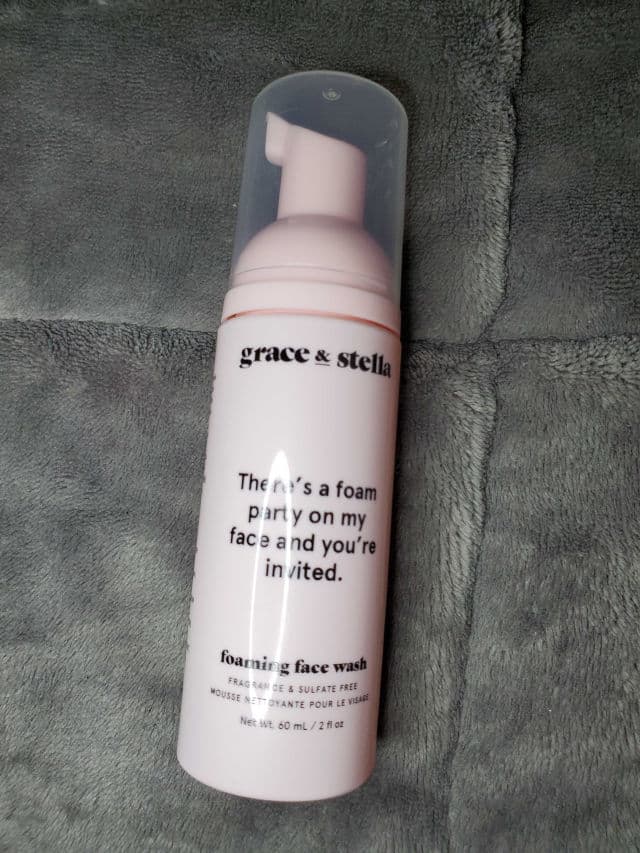 grace & stella
There's a foam
party on my
face and you're
invited.
foaming face wash
FRAGRANCE & SULFATE FREE
MOUSSE NETTOYANTE POUR LE VISAGE
Net Wt. 60 mL / 2 fl oz